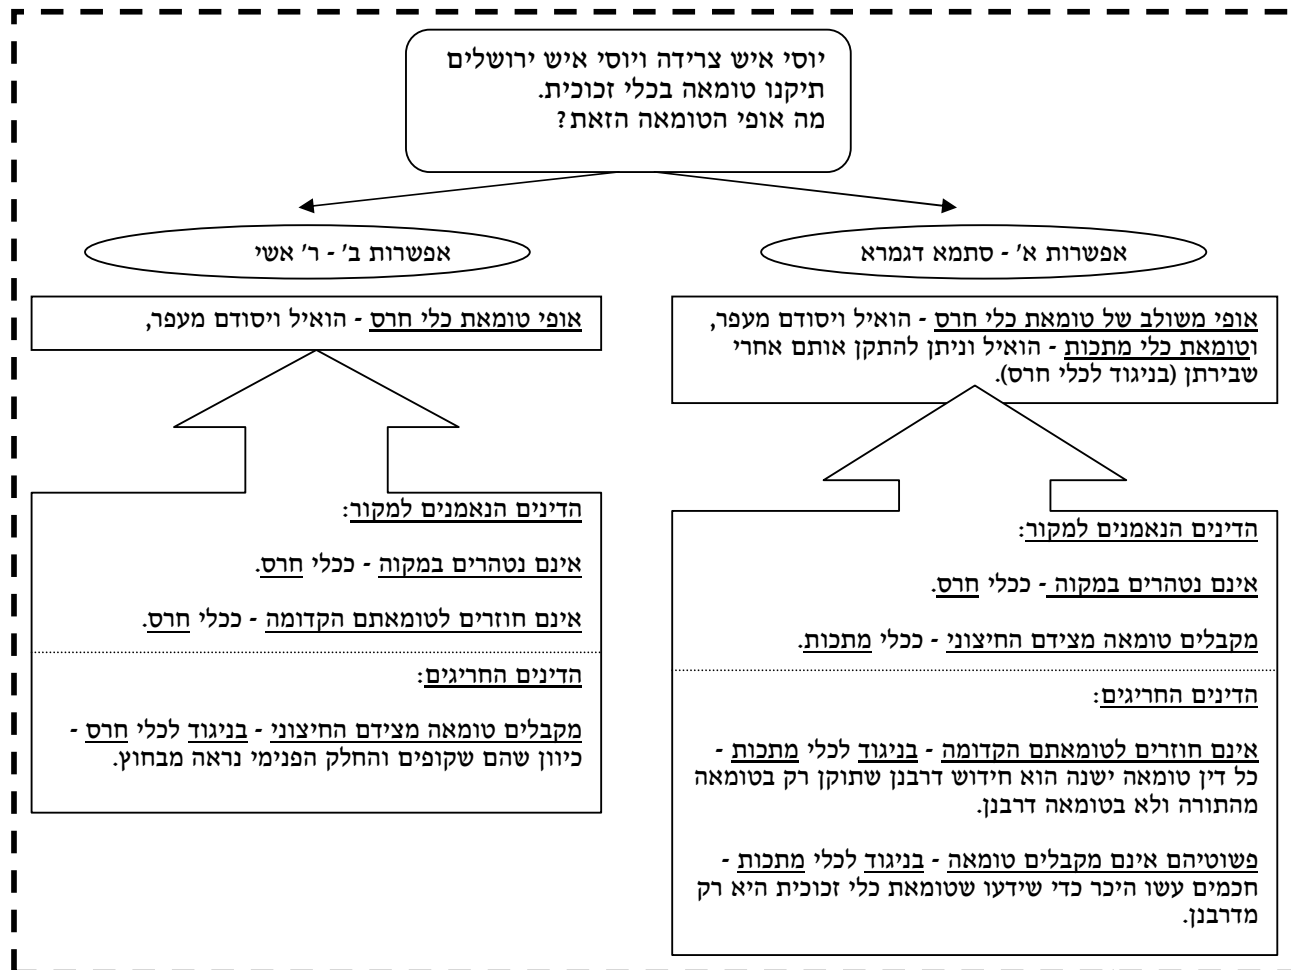 יוסי איש צרידה ויוסי איש ירושלים
תיקנו טומאה בכלי זכוכית.
מה אופי הטומאה הזאת?
אפשרות א' - סתמא דגמרא
אופי משולב של טומאת כלי חרס - הואיל ויסודם מעפר,
וטומאת כלי מתכות - הואיל וניתן להתקן אותם אחרי
שבירתן (בניגוד לכלי חרס).
הדינים הנאמנים למקור:
אינם נטהרים במקוה - ככלי חרס.
מקבלים טומאה מצידם החיצוני - ככלי מתכות.
הדינים החריגים:
אינם חוזרים לטומאתם הקדומה - בניגוד לכלי מתכות -
כל דין טומאה ישנה הוא חידוש דרבנן שתוקן רק בטומאה
מהתורה ולא בטומאה דרבנן.
פשוטיהם אינם מקבלים טומאה - בניגוד לכלי מתכות -
חכמים עשו היכר כדי שידעו שטומאת כלי זכוכית היא רק
מדרבנן.
אפשרות ב' - ר' אשי
אופי טומאת כלי חרס - הואיל ויסודם מעפר,
הדינים הנאמנים למקור:
אינם נטהרים במקוה - ככלי חרס.
אינם חוזרים לטומאתם הקדומה - ככלי חרס.
הדינים החריגים:
מקבלים טומאה מצידם החיצוני - בניגוד לכלי חרס -
כיוון שהם שקופים והחלק הפנימי נראה מבחוץ.